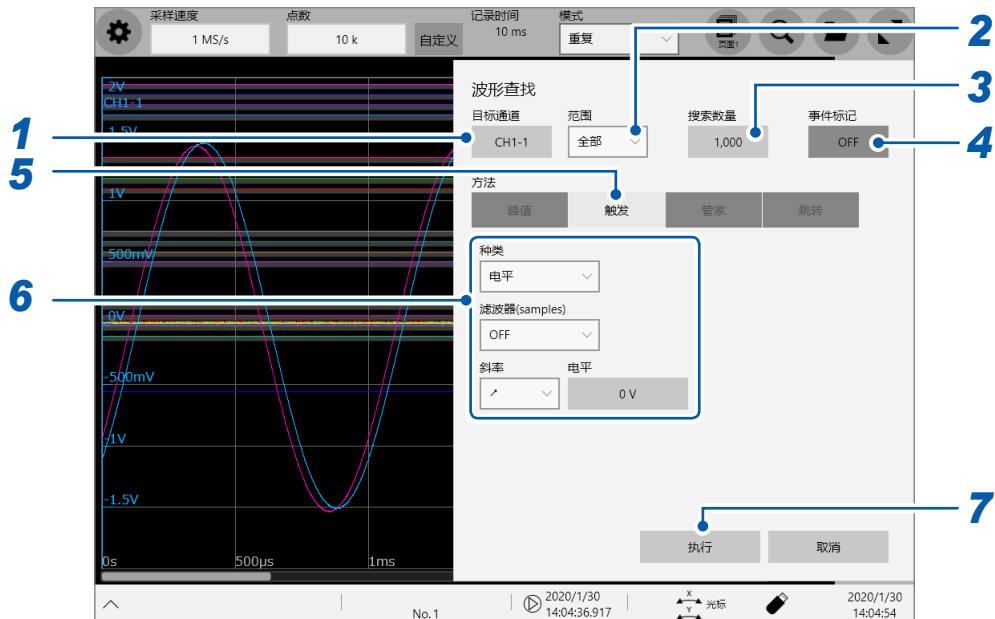 采样速度 点数 记录时间 模式
1 MS/s 10 k 自定义 10 ms 重复 页面1
2
3
4
1
5
6
7
波形查找
目标通道 范围 搜索数量 事件标记
CH1-1 全部 1,000 OFF
方法
峰值 触发 管家 跳转
种类
电平
滤波器(samples)
OFF
斜率 电平
↗ 0 V
执行 取消
2V
CH1-1
1.5V
1V
500mV
0V
-500mV
-1V
-1.5V
0s 500µs 1ms
No. 1
2020/1/30
14:04:36.917
X
Y
光标
2020/1/30
14:04:54